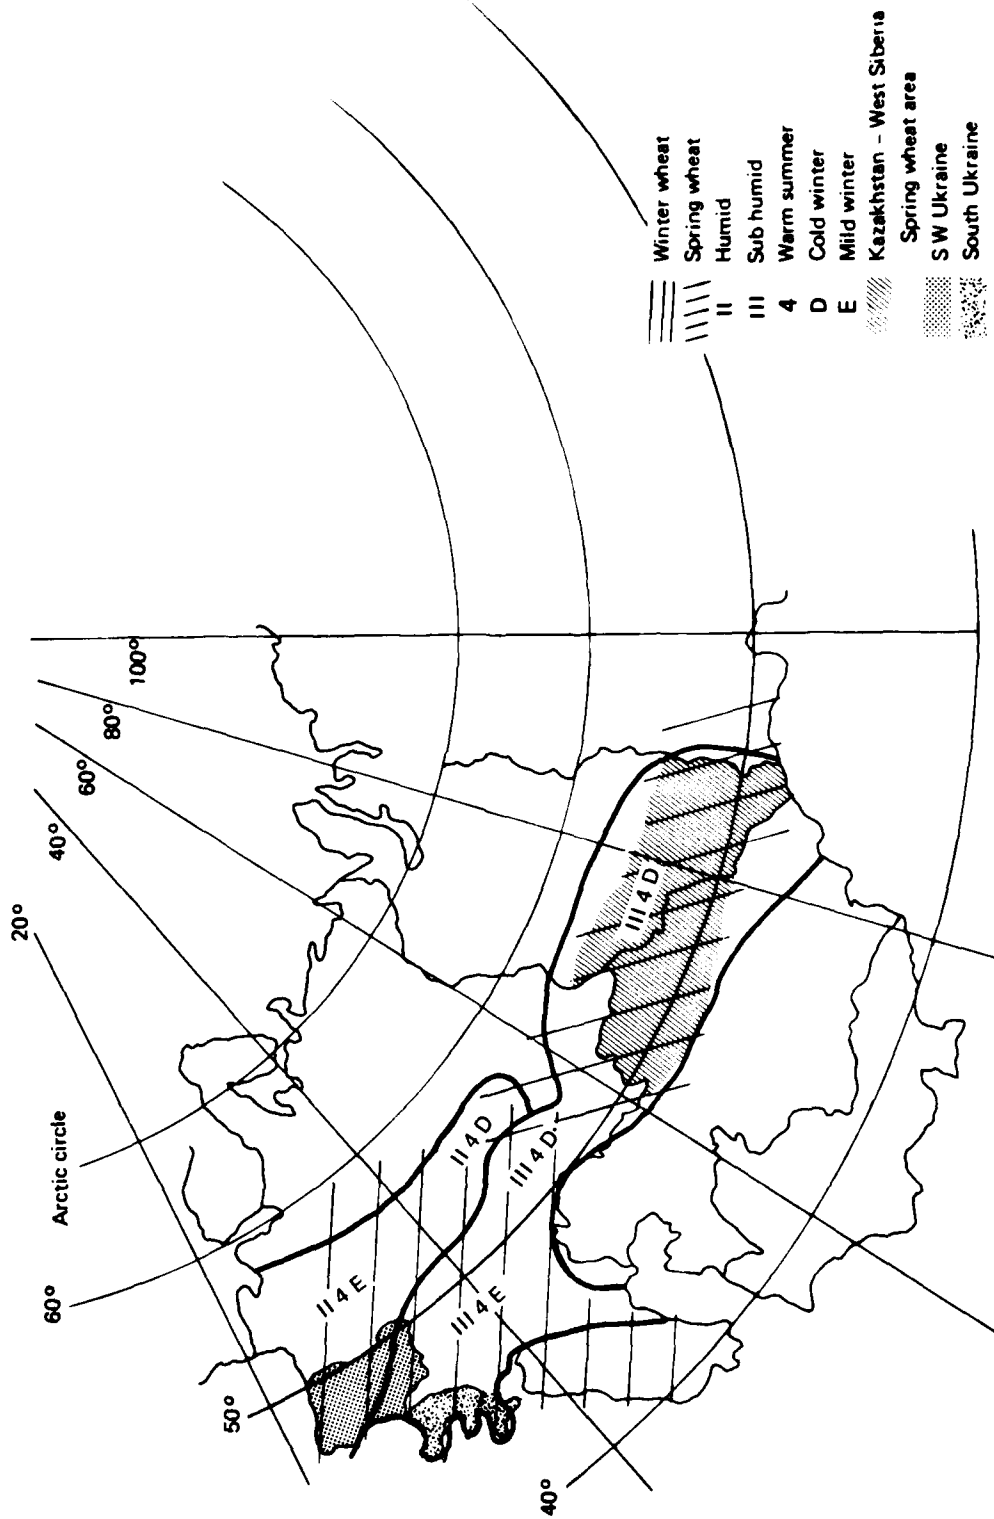 20°
40°
60°
80°
100°
Arctic circle
60°
50°
40°
II 4 E
II 4 D
III 4 E
III 4 D
III 4 D
Winter wheat
Spring wheat
II Humid
III Sub humid
4 Warm summer
D Cold winter
E Mild winter
Kazakhstan - West Siberia
Spring wheat area
S W Ukraine
South Ukraine